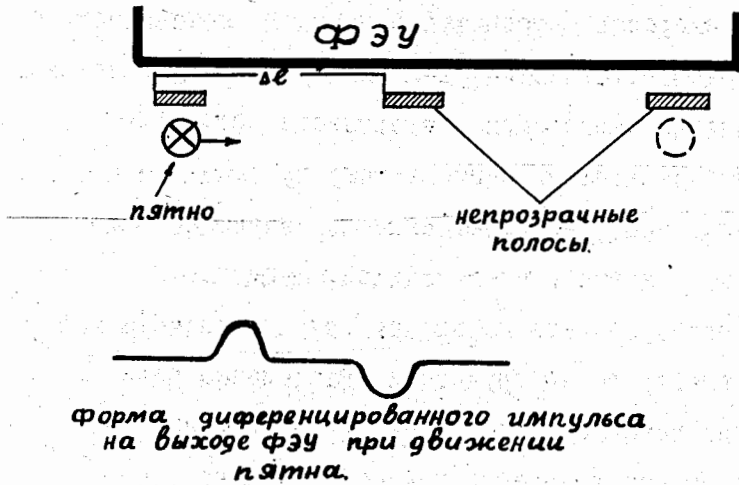 ФЭУ
Δℓ
пятно
непрозрачные
полосы.
форма диференцированного импульса
на выходе фэу при движении
пятна.